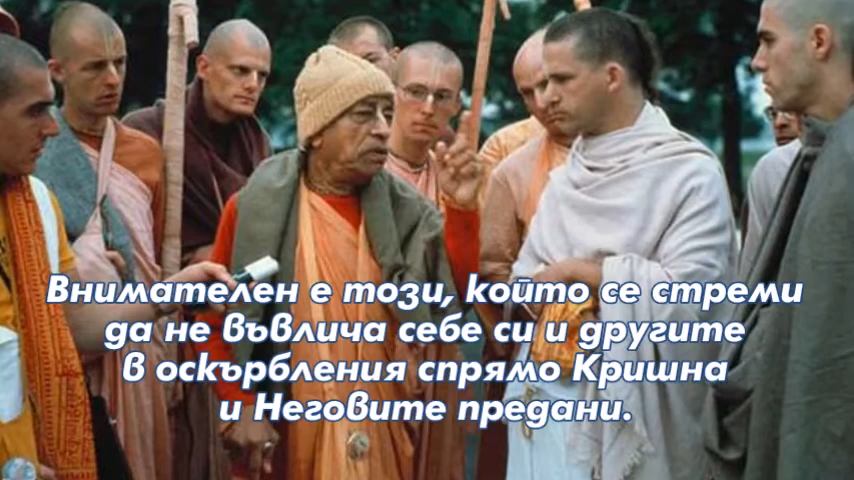 Внимателен е този, който се стреми
да не въвлича себе си и другите
в оскърбления спрямо Кришна
и Неговите предани.